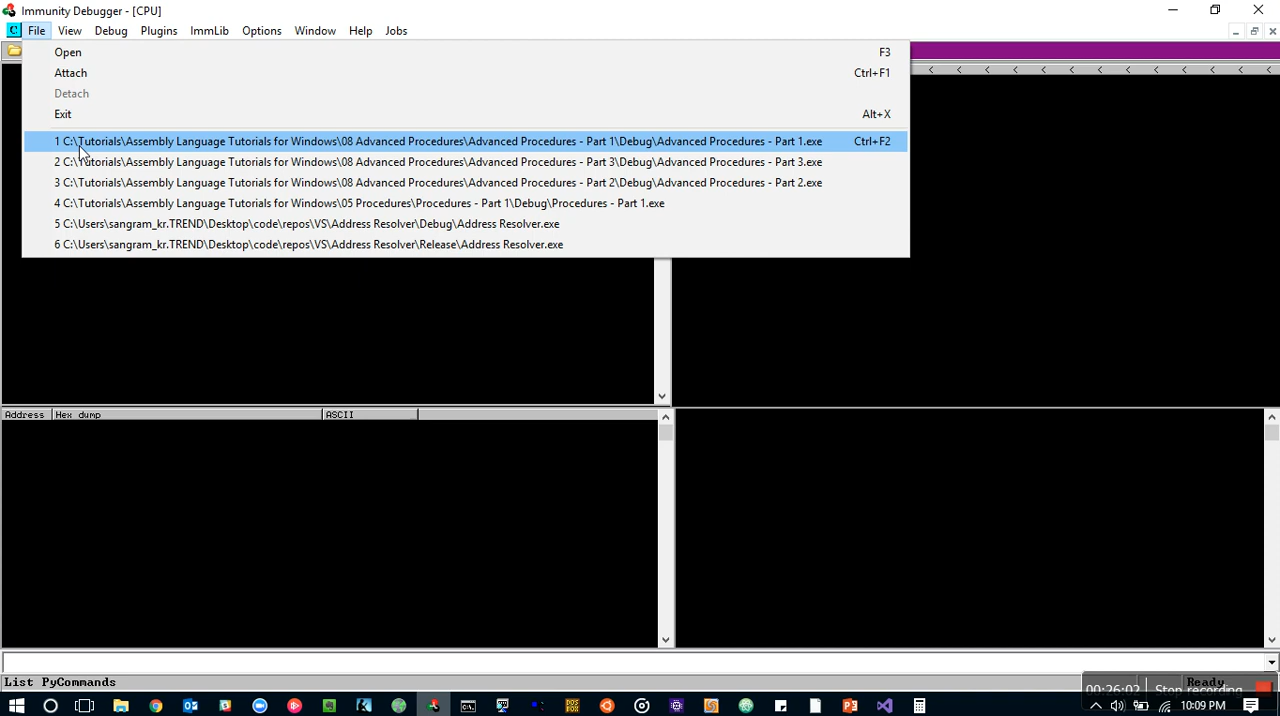 Immunity Debugger - [CPU]
C File View Debug Plugins ImmLib Options Window Help Jobs
Open F3
Attach Ctrl+F1
Detach
Exit Alt+X
1 C:\Tutorials\Assembly Language Tutorials for Windows\08 Advanced Procedures\Advanced Procedures - Part 1\Debug\Advanced Procedures - Part 1.exe Ctrl+F2
2 C:\Tutorials\Assembly Language Tutorials for Windows\08 Advanced Procedures\Advanced Procedures - Part 3\Debug\Advanced Procedures - Part 3.exe
3 C:\Tutorials\Assembly Language Tutorials for Windows\08 Advanced Procedures\Advanced Procedures - Part 2\Debug\Advanced Procedures - Part 2.exe
4 C:\Tutorials\Assembly Language Tutorials for Windows\05 Procedures\Procedures - Part 1\Debug\Procedures - Part 1.exe
5 C:\Users\sangram_kr.TREND\Desktop\code\repos\VS\Address Resolver\Debug\Address Resolver.exe
6 C:\Users\sangram_kr.TREND\Desktop\code\repos\VS\Address Resolver\Release\Address Resolver.exe
< < < < < < < < < < < < <
Address Hex dump ASCII
List PyCommands Ready
00:26:02 Stop recording
10:09 PM